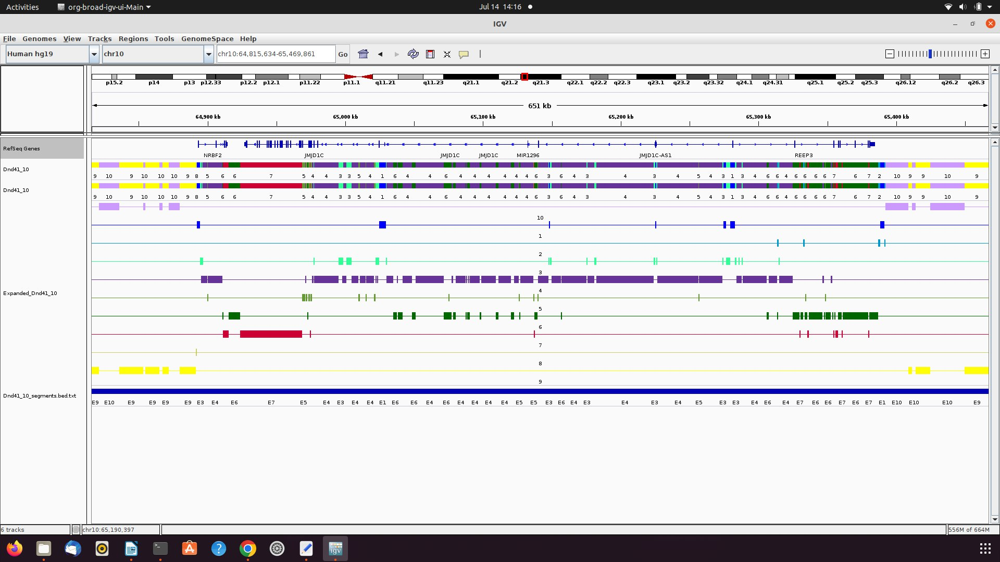 Activities org-broad-igv-ui-Main Jul 14 14:16
IGV
File Genomes View Tracks Regions Tools GenomeSpace Help
Human hg19 chr10 chr10:64,815,634-65,469,861 Go
p15.2 p14 p13 p12.33 p12.2 p12.1 p11.22 p11.1 q11.21 q11.23 q21.1 q21.2 q21.3 q22.1 q22.2 q22.3 q23.1 q23.2 q23.32 q24.1 q24.31 q25.1 q25.2 q25.3 q26.12 q26.2 q26.3
651 kb
64,900 kb 65,000 kb 65,100 kb 65,200 kb 65,300 kb 65,400 kb
RefSeq Genes
NRBF2 JMJD1C JMJD1C JMJD1C MIR1296 JMJD1C-AS1 REEP3
Dnd41_10
9 10 9 10 10 10 9 8 5 6 6 7 5 4 4 3 3 5 4 1 6 4 4 6 4 4 4 4 4 6 3 6 4 3 4 3 4 5 4 3 1 3 4 6 6 4 6 6 6 6 7 6 7 2 10 9 9 10 9
Dnd41_10
9 10 9 10 10 10 9 8 5 6 6 7 5 4 4 3 3 5 4 1 6 4 4 6 4 4 4 4 4 6 3 6 4 3 4 3 4 5 4 3 1 3 4 6 6 4 6 6 6 6 7 6 7 2 10 9 9 10 9
10
1
2
3
4
Expanded_Dnd41_10
5
6
7
8
9
Dnd41_10_segments.bed.txt
E9 E10 E9 E9 E9 E9 E3 E4 E6 E7 E5 E4 E3 E4 E4 E1 E6 E6 E4 E6 E4 E4 E4 E4 E5 E5 E3 E6 E4 E3 E4 E3 E4 E5 E3 E3 E4 E6 E4 E7 E6 E6 E7 E6 E7 E1 E10 E10 E10 E9
6 tracks chr10:65,190,397 556M of 664M
igv